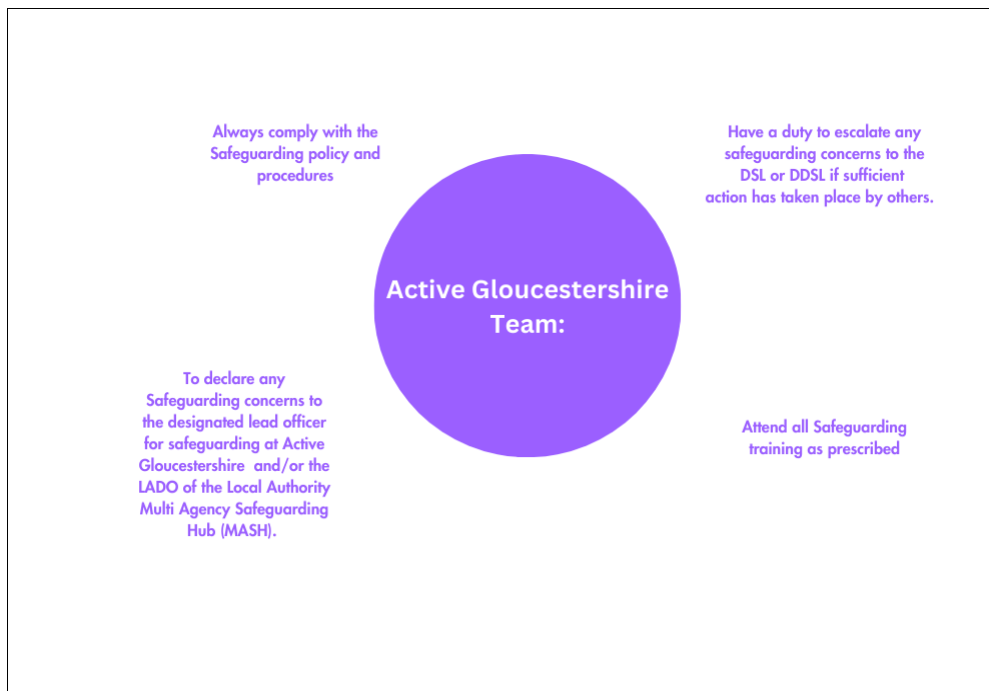 Always comply with the
Safeguarding policy and
procedures
Have a duty to escalate any
safeguarding concerns to the
DSL or DDSL if sufficient
action has taken place by others.
Active Gloucestershire
Team:
To declare any
Safeguarding concerns to
the designated lead officer
for safeguarding at Active
Gloucestershire and/or the
LADO of the Local Authority
Multi Agency Safeguarding
Hub (MASH).
Attend all Safeguarding
training as prescribed